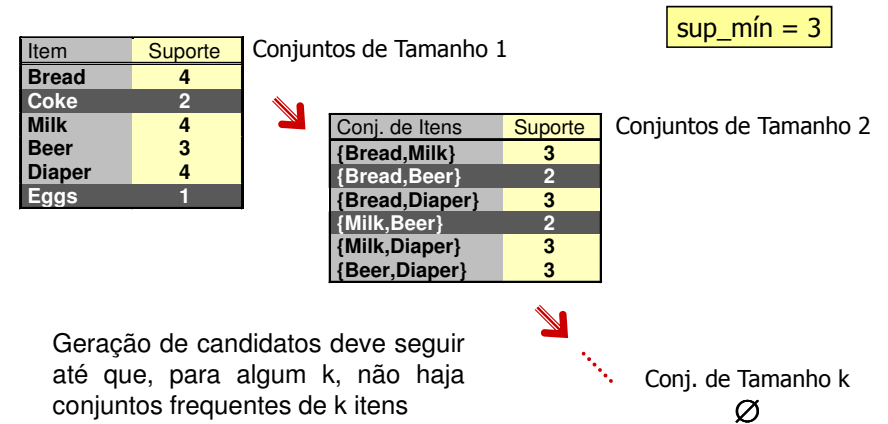 sup_mín = 3
Item Suporte
Conjuntos de Tamanho 1
Bread 4
Coke 2
Milk 4
Beer 3
Diaper 4
Eggs 1
Conj. de Itens Suporte
Conjuntos de Tamanho 2
{Bread,Milk} 3
{Bread,Beer} 2
{Bread,Diaper} 3
{Milk,Beer} 2
{Milk,Diaper} 3
{Beer,Diaper} 3
Geração de candidatos deve seguir
até que, para algum k, não haja
conjuntos frequentes de k itens
Conj. de Tamanho k
∅